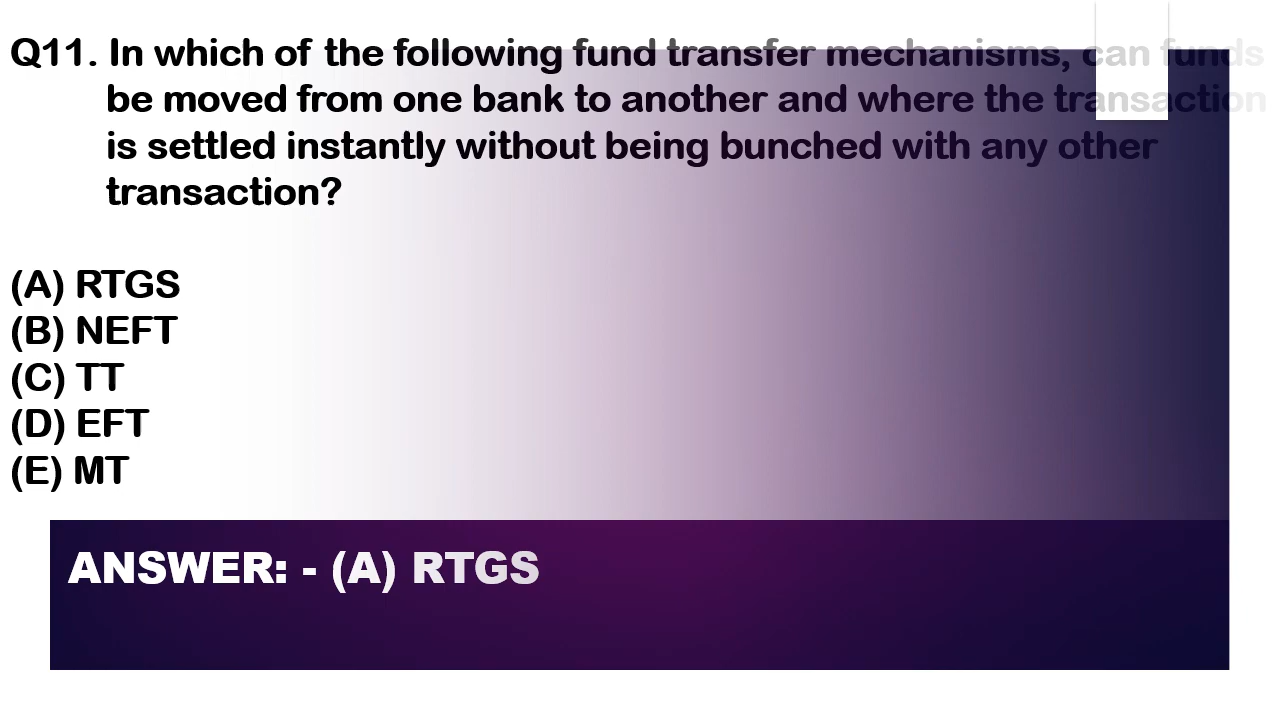 Q11. In which of the following fund transfer mechanisms, can funds
be moved from one bank to another and where the transaction
is settled instantly without being bunched with any other
transaction?
(A) RTGS
(B) NEFT
(C) TT
(D) EFT
(E) MT
ANSWER: - (A) RTGS